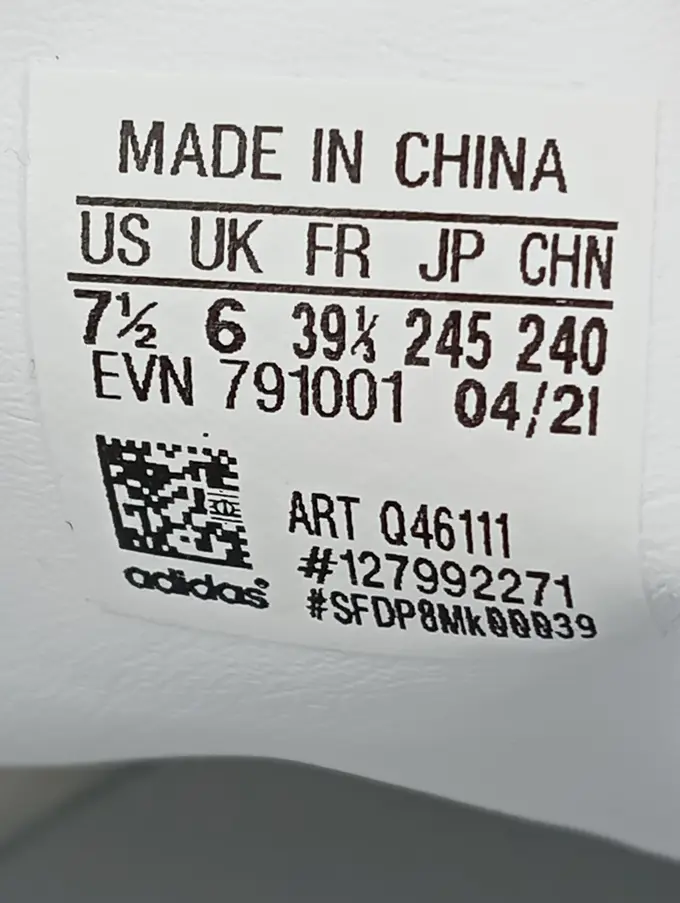 MADE IN CHINA
US UK FR JP CHN
7½ 6 39⅓ 245 240
EVN 791001 04/21
ART Q46111
#127992271
adidas
#SFDP8Mk00039